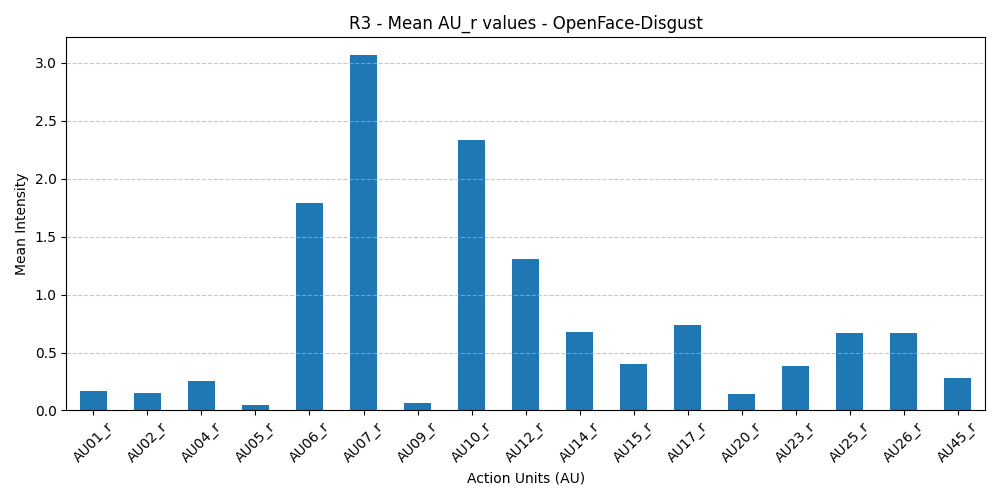 R3 - Mean AU_r values - OpenFace-Disgust
Mean Intensity
3.0
2.5
2.0
1.5
1.0
0.5
0.0
AU01_r AU02_r AU04_r AU05_r AU06_r AU07_r AU09_r AU10_r AU12_r AU14_r AU15_r AU17_r AU20_r AU23_r AU25_r AU26_r AU45_r
Action Units (AU)